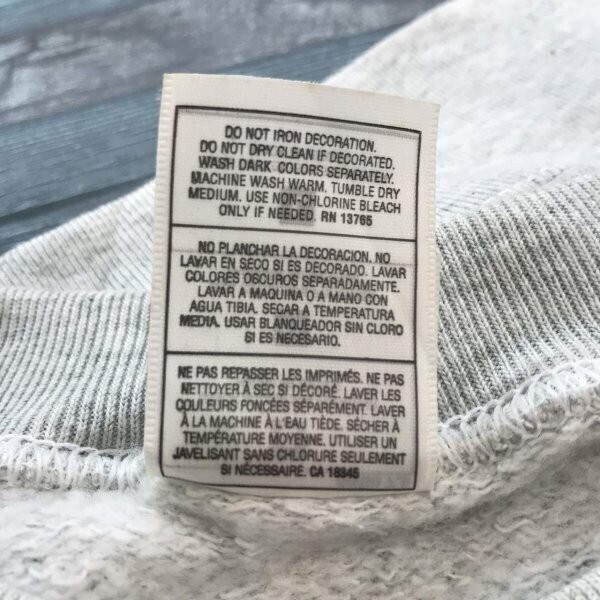 DO NOT IRON DECORATION.
DO NOT DRY CLEAN IF DECORATED.
WASH DARK COLORS SEPARATELY.
MACHINE WASH WARM. TUMBLE DRY
MEDIUM. USE NON-CHLORINE BLEACH
ONLY IF NEEDED. RN 13765
NO PLANCHAR LA DECORACION. NO
LAVAR EN SECO SI ES DECORADO. LAVAR
COLORES OSCUROS SEPARADAMENTE.
LAVAR A MAQUINA O A MANO CON
AGUA TIBIA. SECAR A TEMPERATURA
MEDIA. USAR BLANQUEADOR SIN CLORO
SI ES NECESARIO.
NE PAS REPASSER LES IMPRIMÉS. NE PAS
NETTOYER À SEC SI DÉCORÉ. LAVER LES
COULEURS FONCÉES SÉPARÉMENT. LAVER
À LA MACHINE À L'EAU TIÈDE. SÉCHER À
TEMPÉRATURE MOYENNE. UTILISER UN
JAVELISANT SANS CHLORURE SEULEMENT
SI NÉCESSAIRE. CA 18345